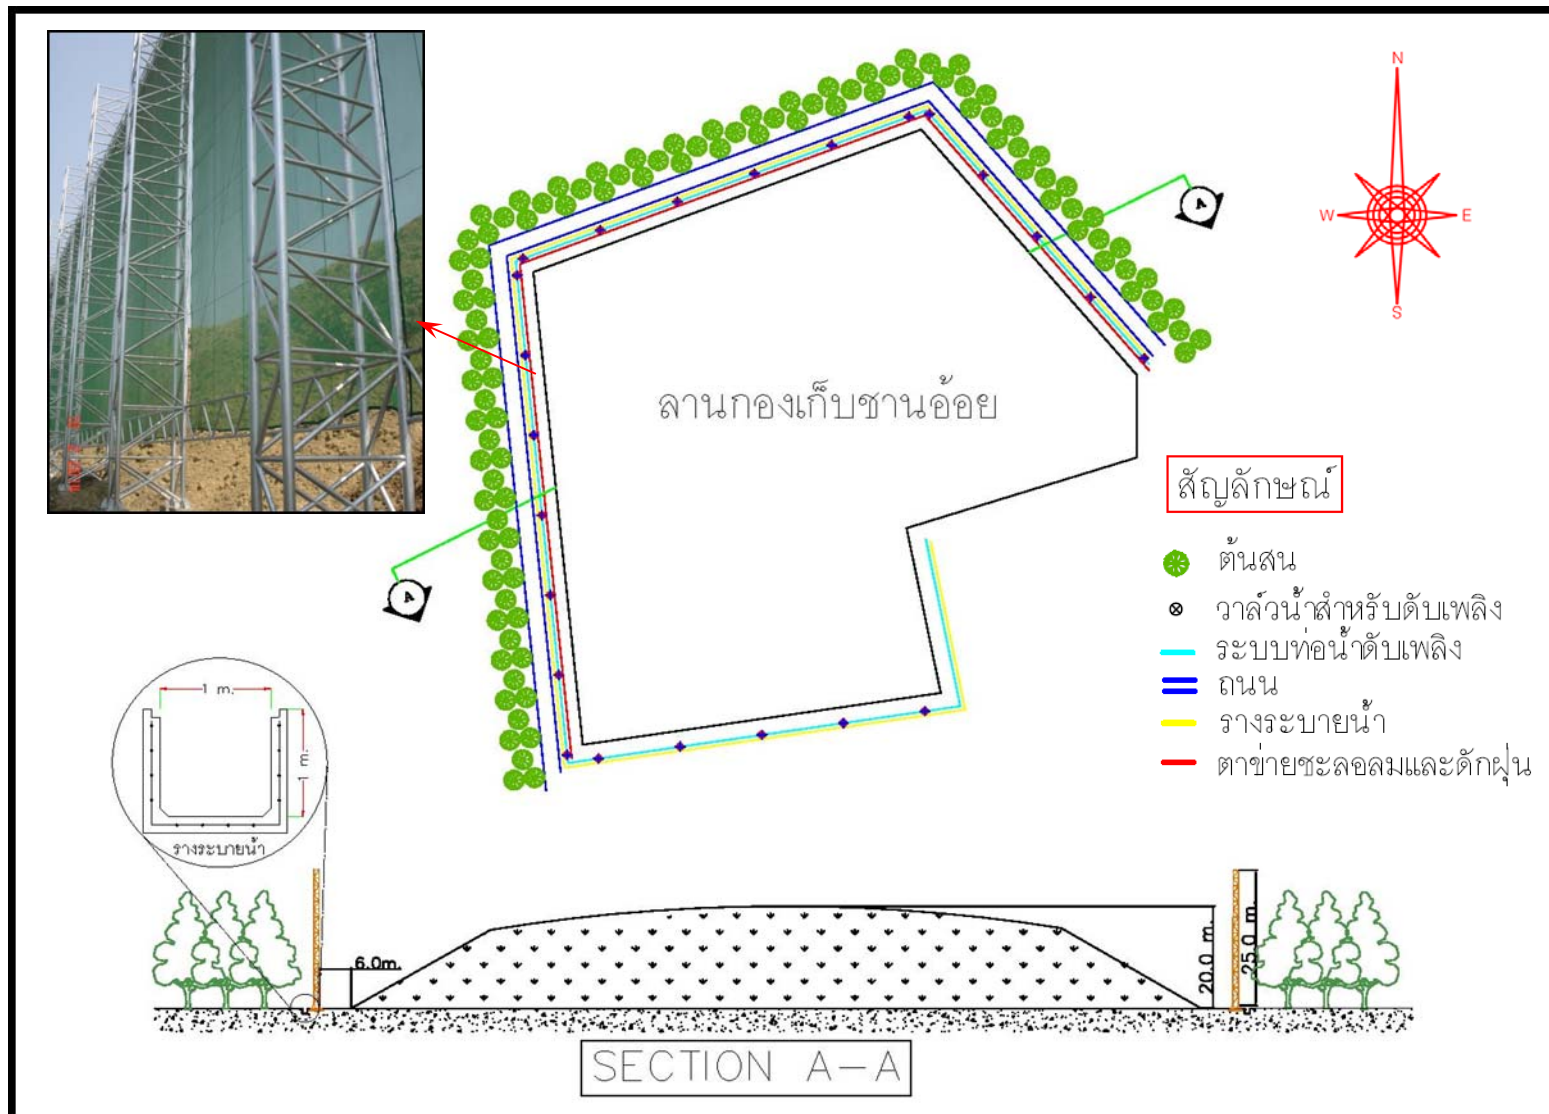 N
W
E
S
A
ลานกองเก็บชานอ้อย
A
สัญลักษณ์
ต้นสน
วาล์วน้ำสำหรับดับเพลิง
ระบบท่อน้ำดับเพลิง
ถนน
รางระบายน้ำ
ตาข่ายชะลอลมและดักฝุ่น
1 m.
1 m.
รางระบายน้ำ
6.0m.
20.0 m.
25.0 m.
SECTION A-A